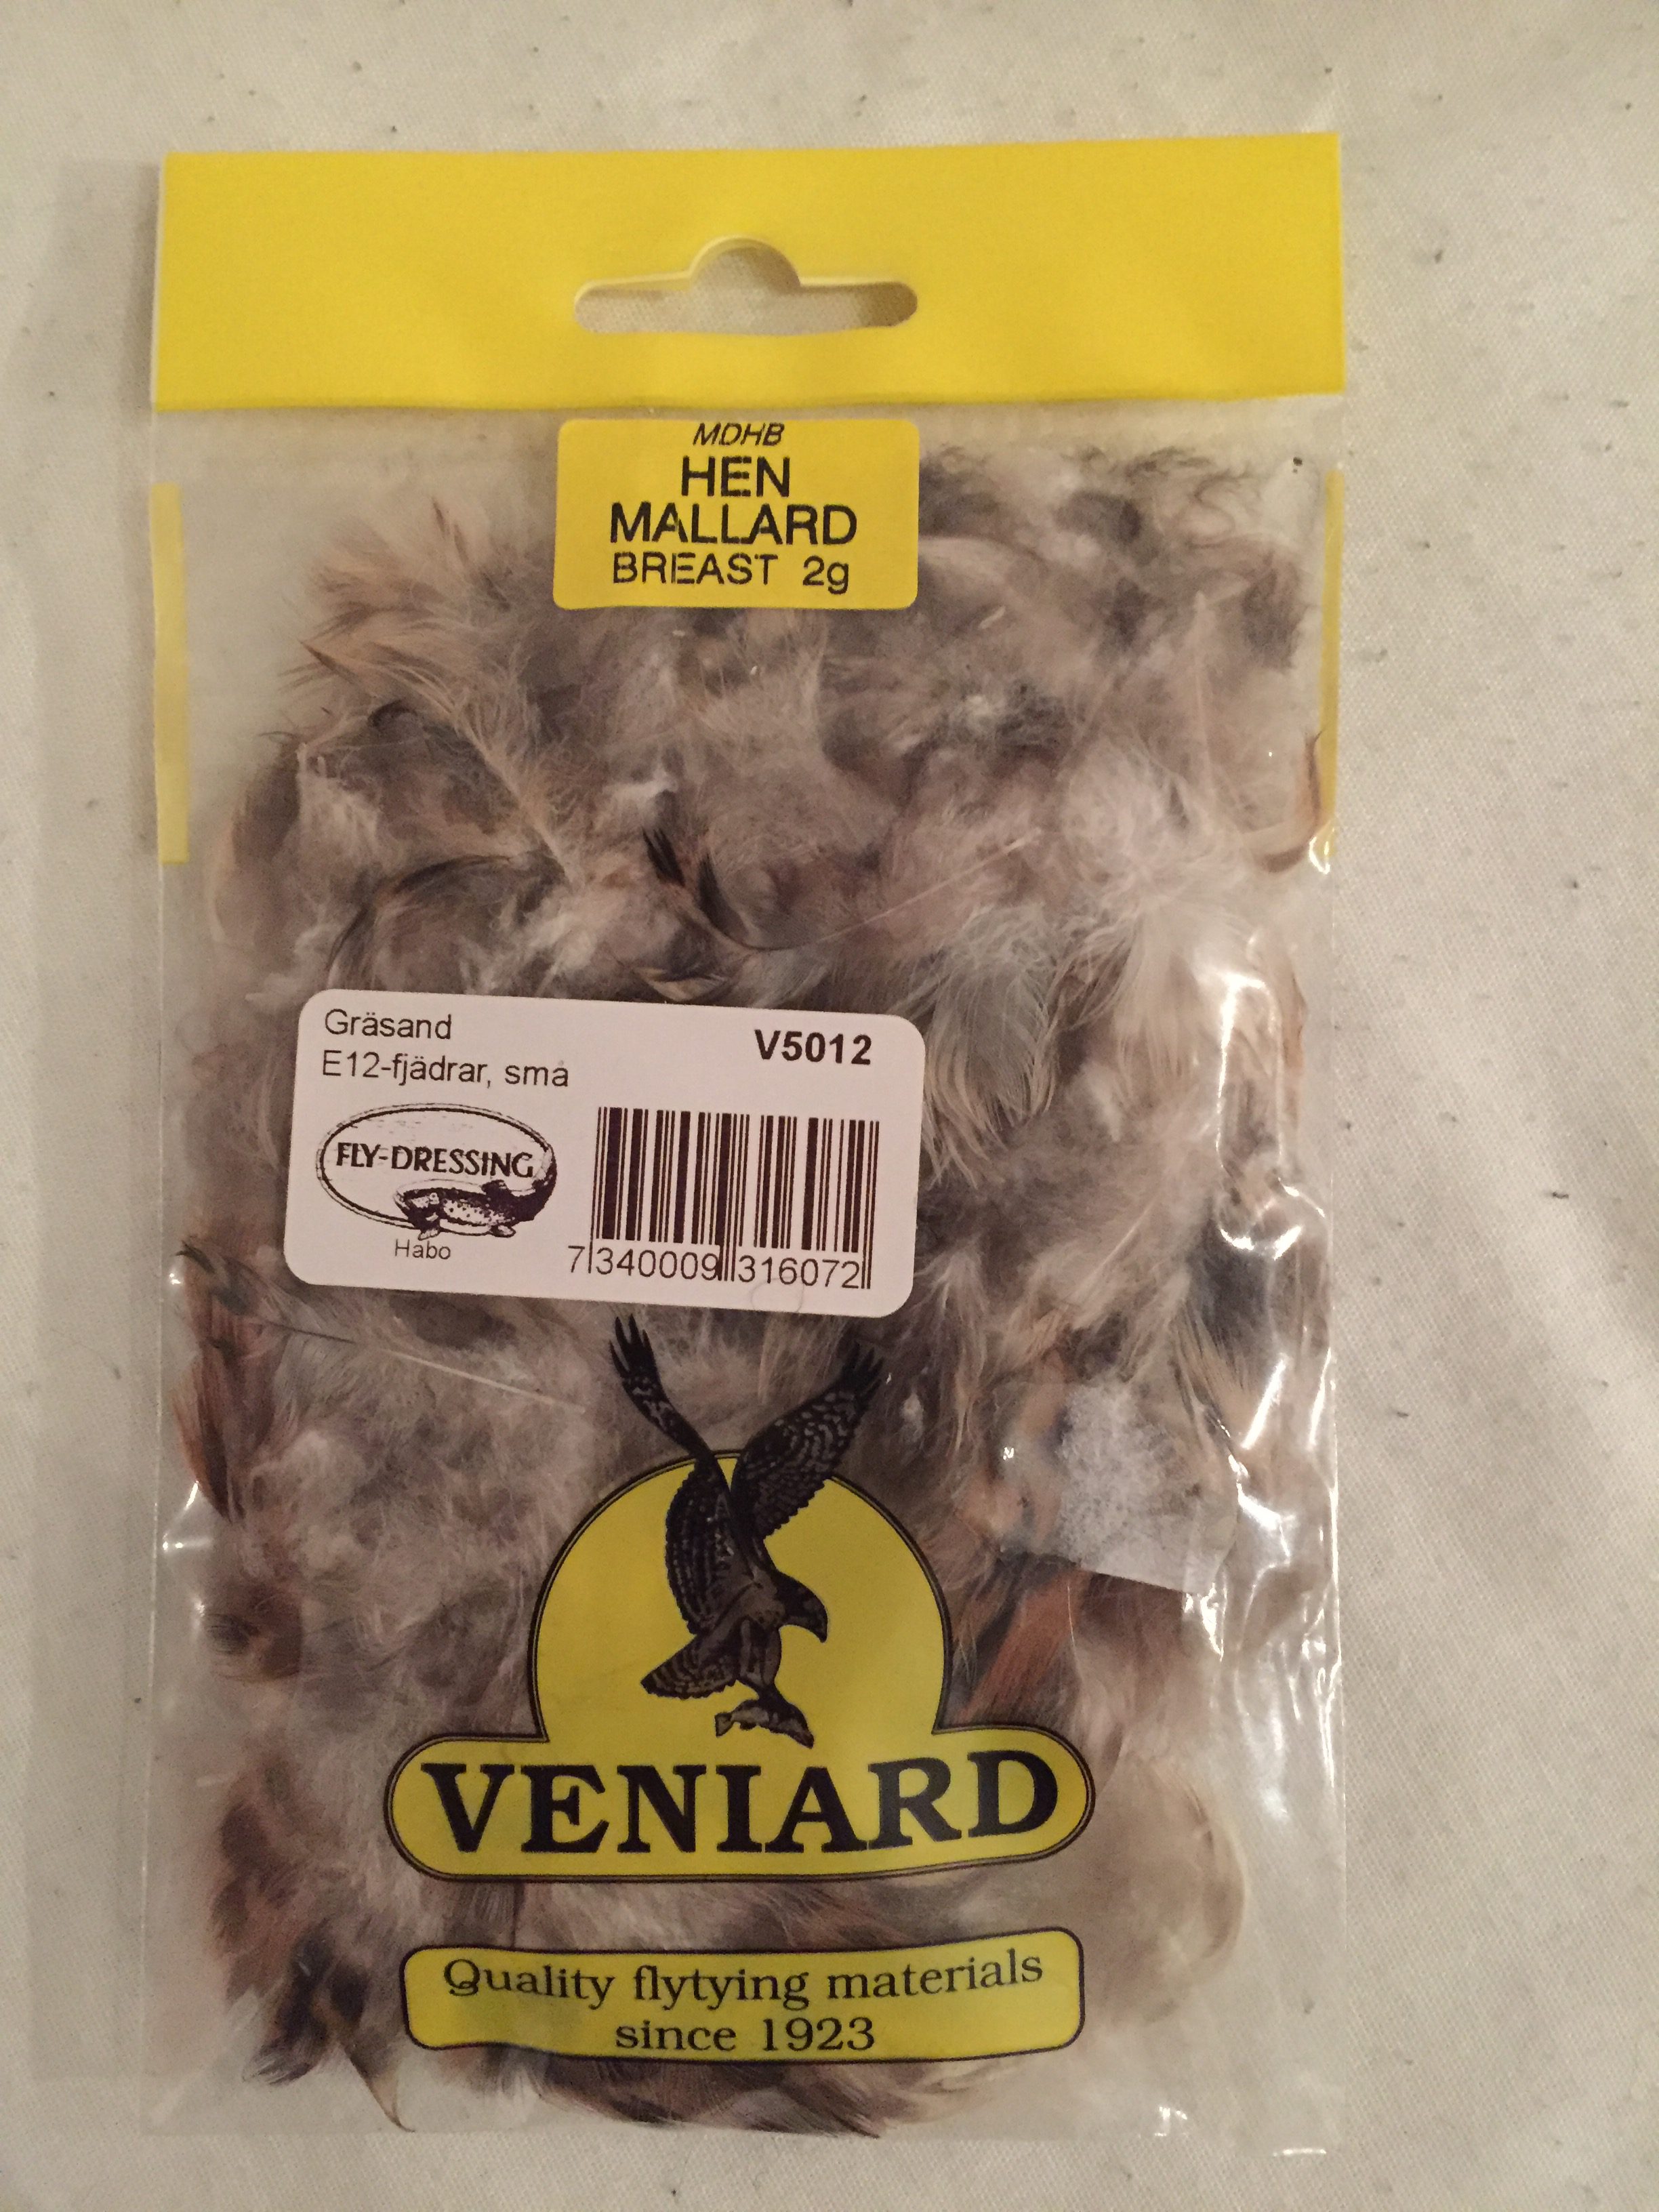 MDHB
HEN
MALLARD
BREAST 2g
Gräsand
E12-fjädrar, små
V5012
FLY-DRESSING
Habo
7 340009 316072
VENIARD
Quality flytying materials
since 1923